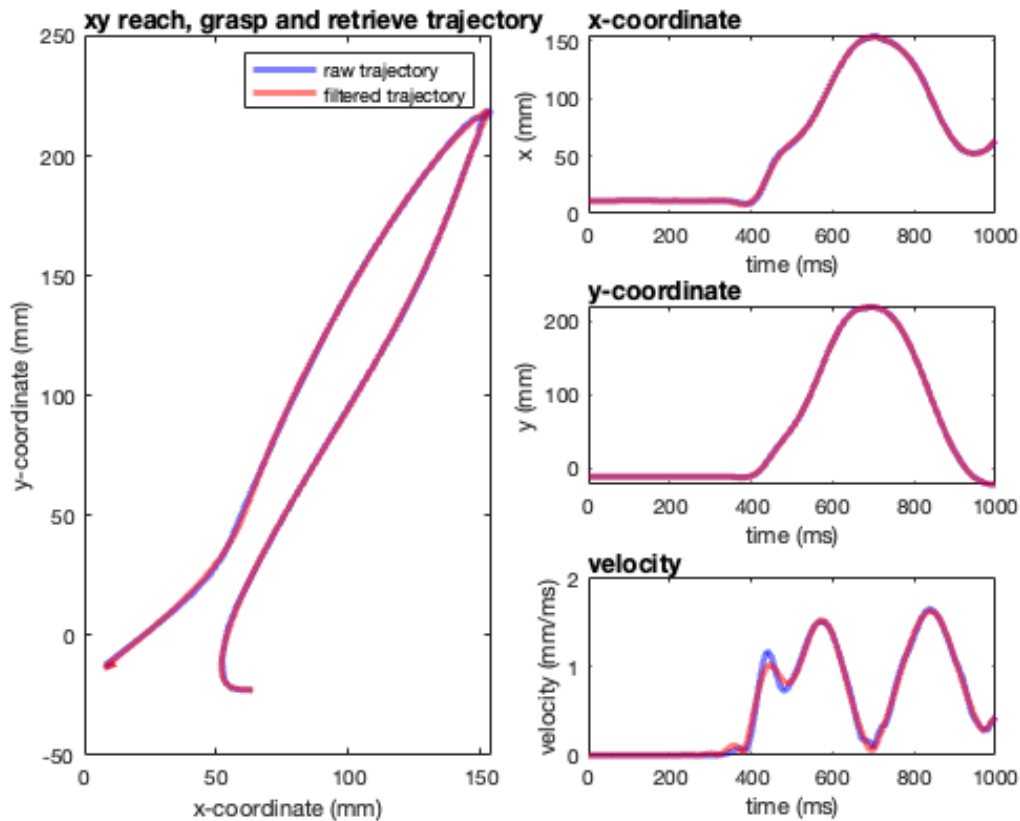 xy reach, grasp and retrieve trajectory
250
200
150
100
50
0
-50
y-coordinate (mm)
raw trajectory
filtered trajectory
0 50 100 150
x-coordinate (mm)
x-coordinate
150
100
50
0
x (mm)
0 200 400 600 800 1000
time (ms)
y-coordinate
200
100
0
y (mm)
0 200 400 600 800 1000
time (ms)
velocity
2
1
0
velocity (mm/ms)
0 200 400 600 800 1000
time (ms)